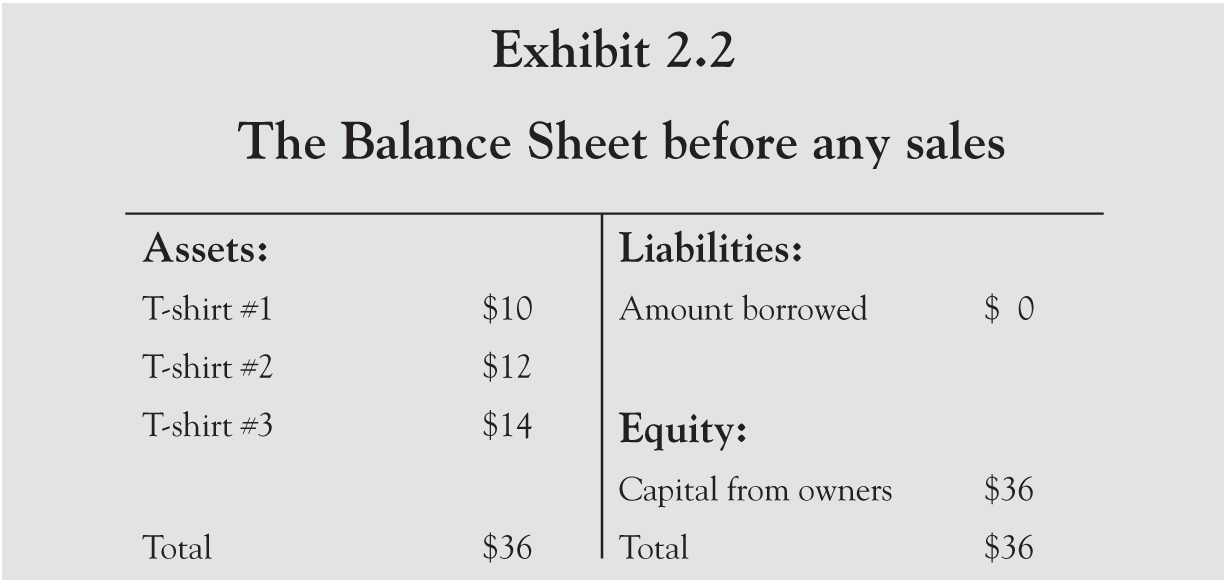 Exhibit 2.2
The Balance Sheet before any sales
Assets:
T-shirt #1 $10
T-shirt #2 $12
T-shirt #3 $14
Total $36
Liabilities:
Amount borrowed $ 0
Equity:
Capital from owners $36
Total $36